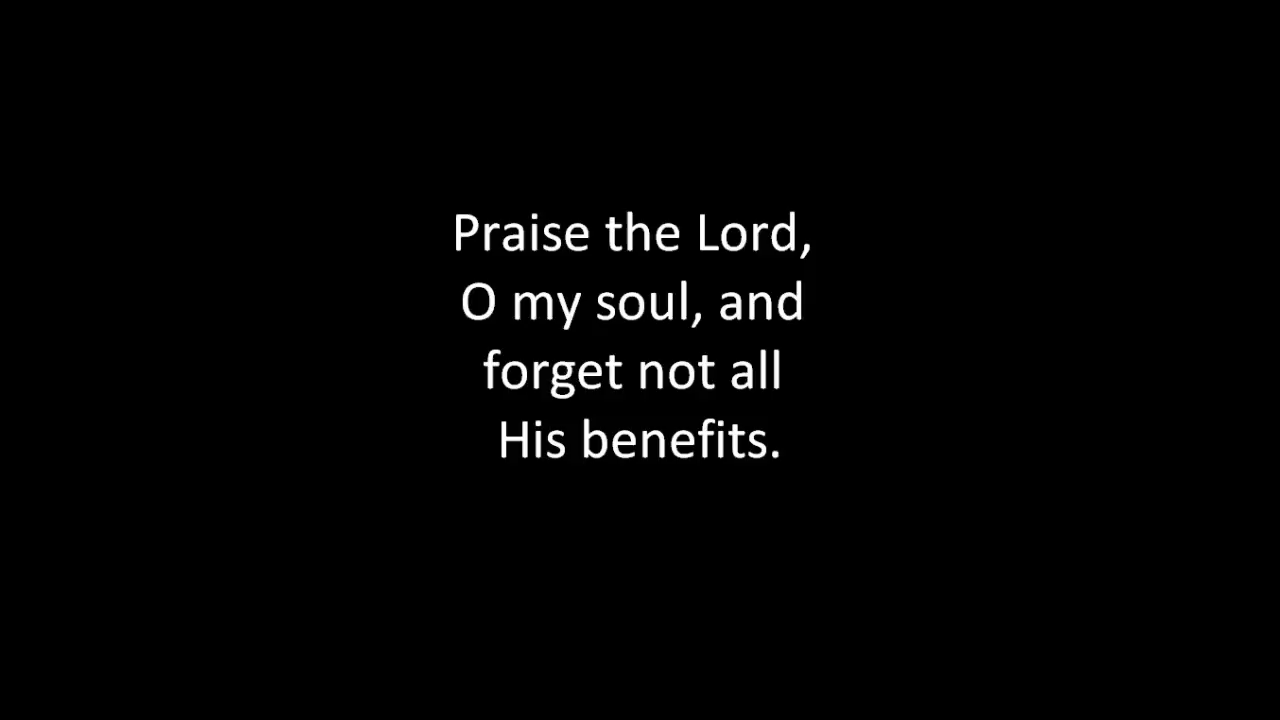 Praise the Lord,
O my soul, and
forget not all
His benefits.